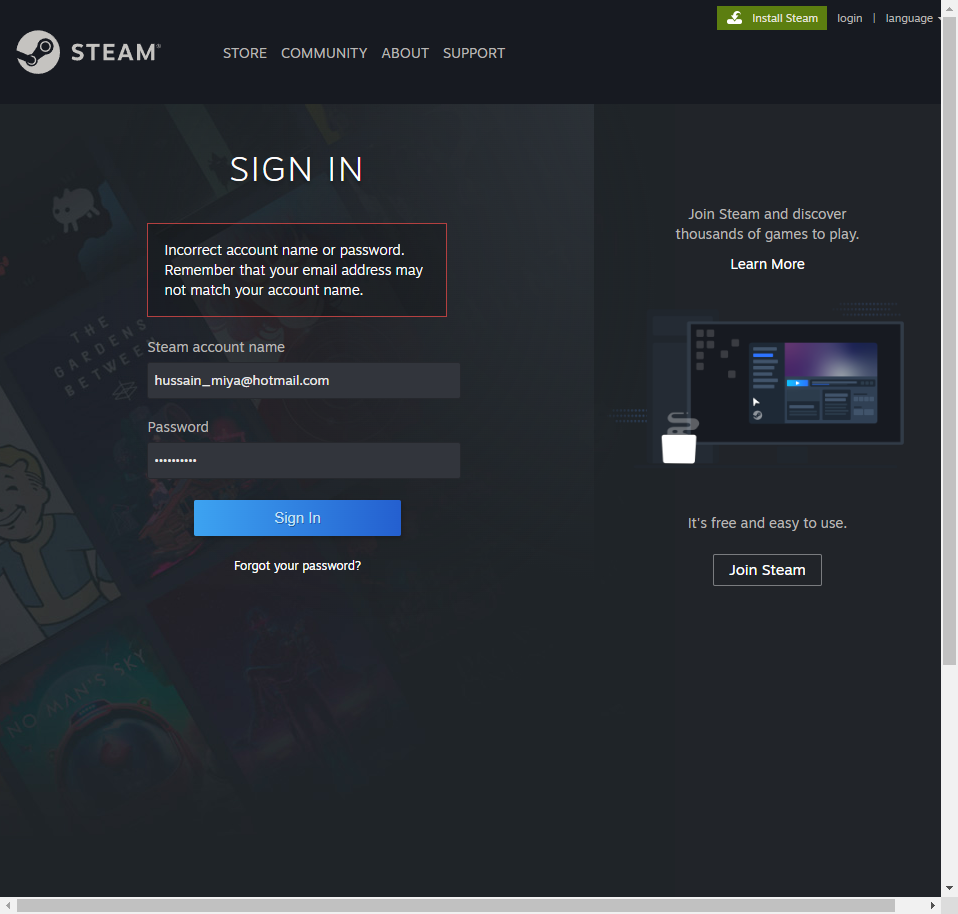 Install Steam login | language
STEAM®
STORE COMMUNITY ABOUT SUPPORT
SIGN IN
Incorrect account name or password.
Remember that your email address may
not match your account name.
Steam account name
hussain_miya@hotmail.com
Password
••••••••••
Sign In
Forgot your password?
Join Steam and discover
thousands of games to play.
Learn More
It's free and easy to use.
Join Steam
THE
GARDENS
BETWEEN
NO MAN'S SKY